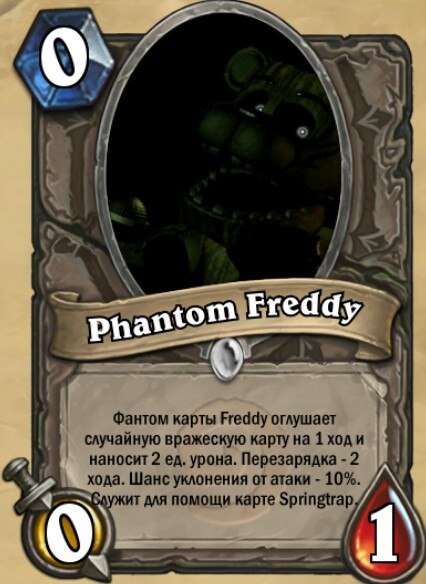 0
Phantom Freddy
Фантом карты Freddy оглушает
случайную вражескую карту на 1 ход и
наносит 2 ед. урона. Перезарядка - 2
хода. Шанс уклонения от атаки - 10%.
Служит для помощи карте Springtrap.
0
1